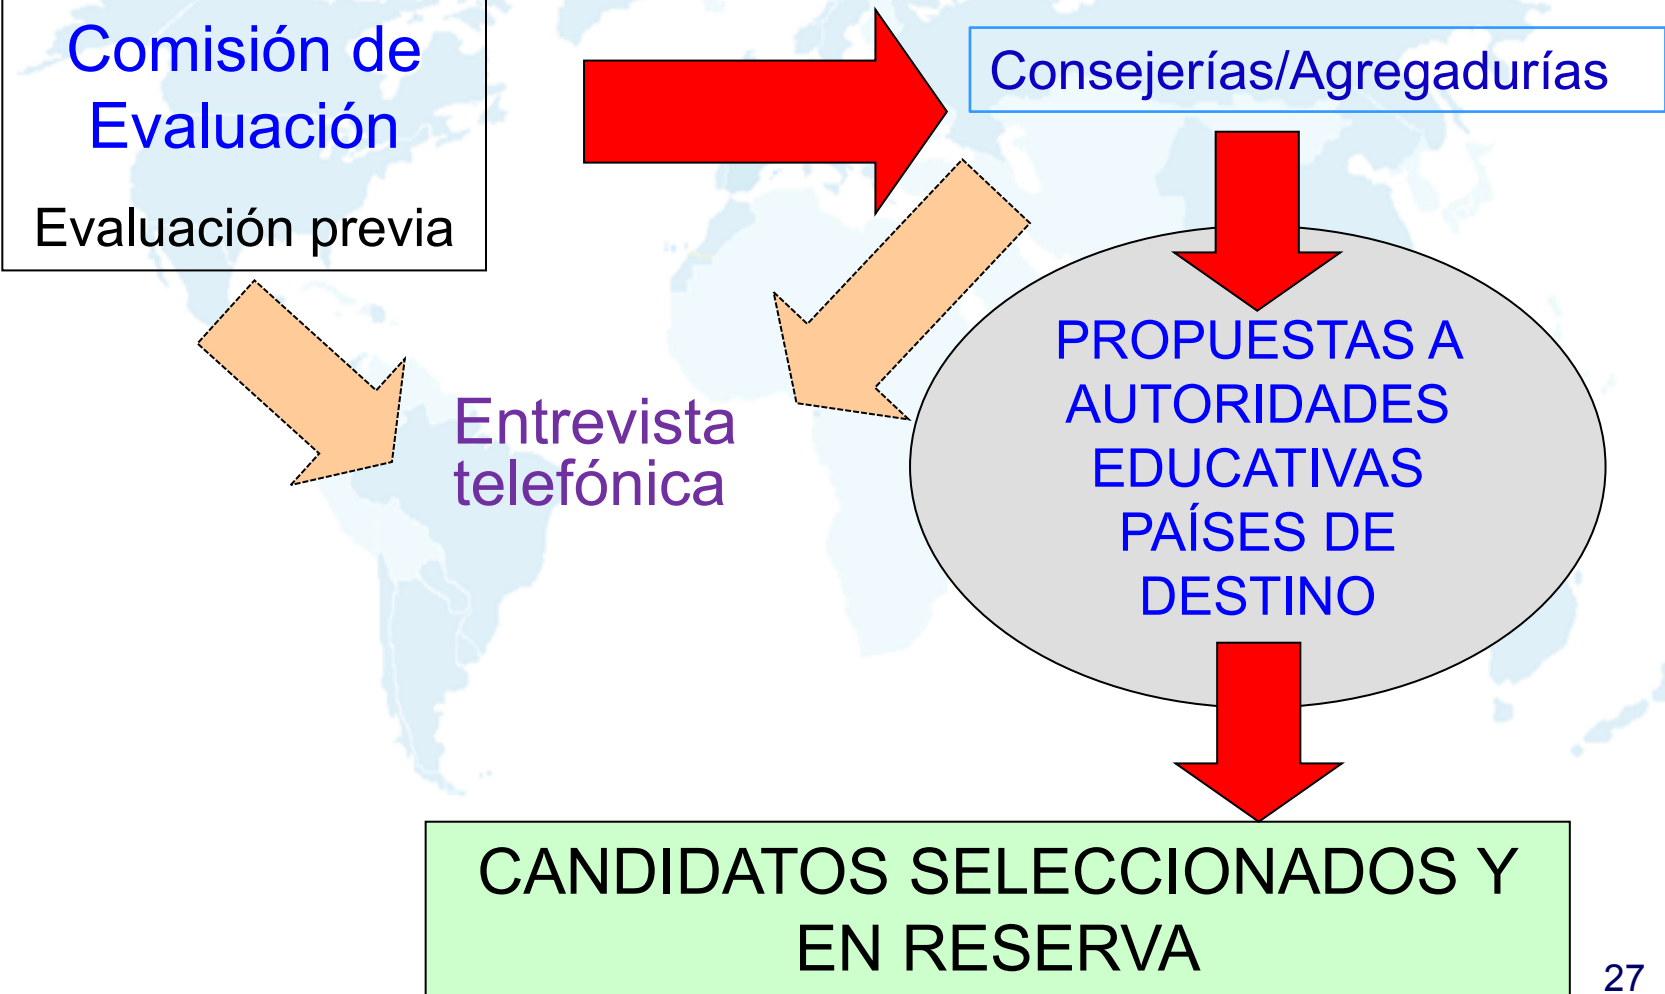 Comisión de
Evaluación
Evaluación previa
Consejerías/Agregadurías
Entrevista
telefónica
PROPUESTAS A
AUTORIDADES
EDUCATIVAS
PAÍSES DE
DESTINO
CANDIDATOS SELECCIONADOS Y
EN RESERVA
27